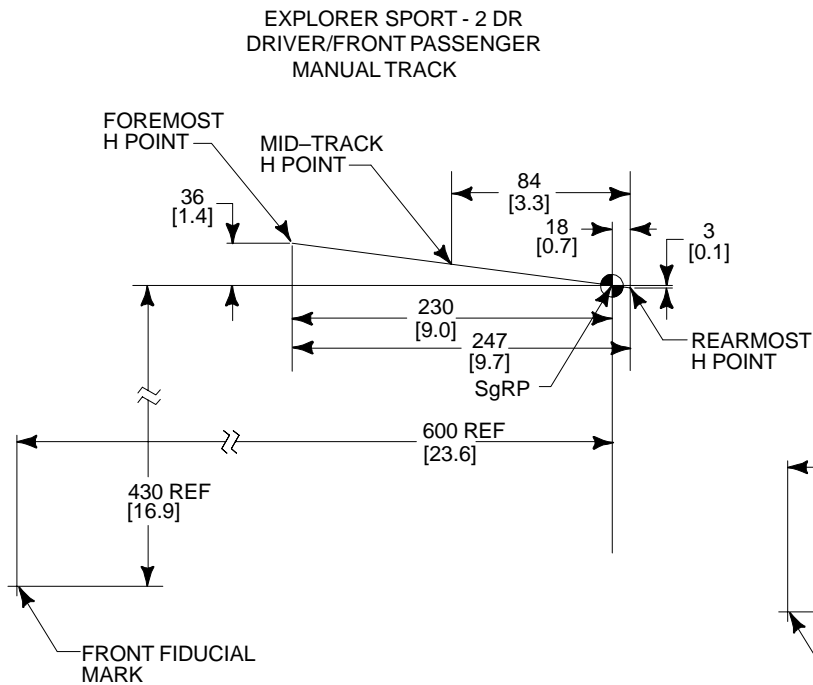 EXPLORER SPORT - 2 DR
DRIVER/FRONT PASSENGER
MANUAL TRACK
FOREMOST
H POINT
MID–TRACK
H POINT
36
[1.4]
84
[3.3]
18
[0.7]
3
[0.1]
230
[9.0]
247
[9.7]
REARMOST
H POINT
SgRP
600 REF
[23.6]
430 REF
[16.9]
FRONT FIDUCIAL
MARK